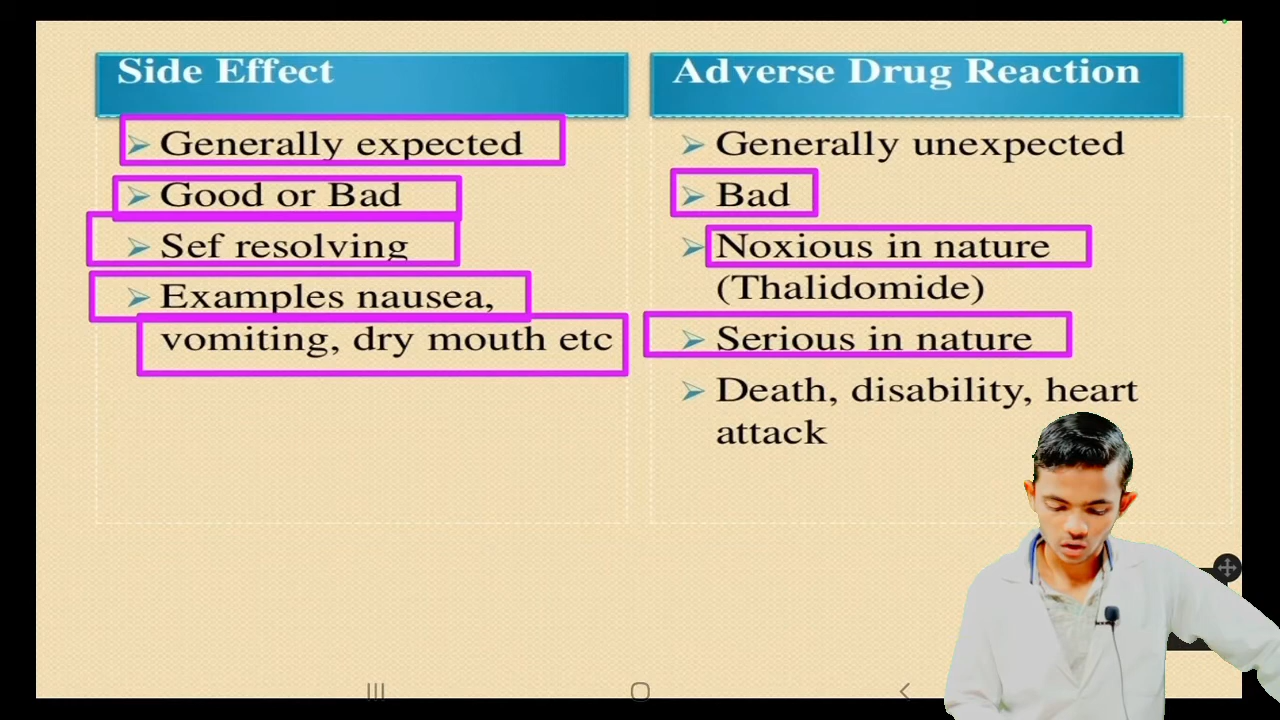 Side Effect
Generally expected
Good or Bad
Sef resolving
Examples nausea,
vomiting, dry mouth etc
Adverse Drug Reaction
Generally unexpected
Bad
Noxious in nature
(Thalidomide)
Serious in nature
Death, disability, heart
attack